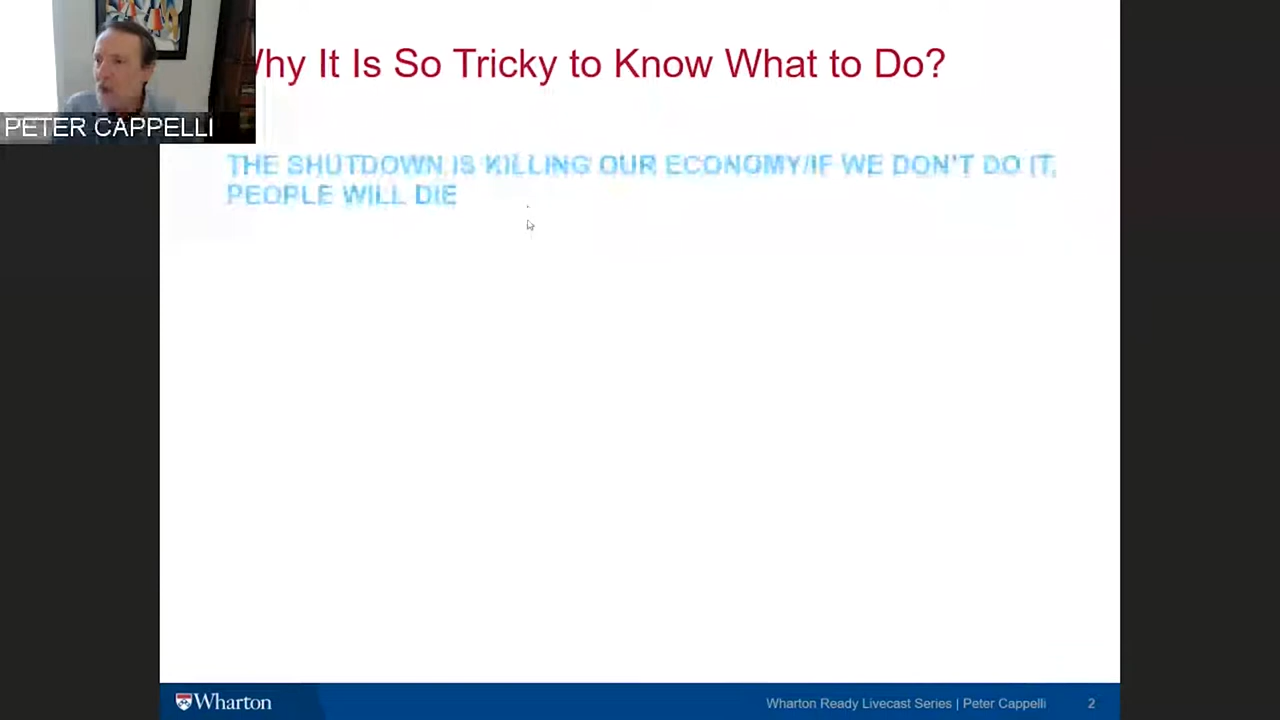 hy It Is So Tricky to Know What to Do?
PETER CAPPELLI
THE SHUTDOWN IS KILLING OUR ECONOMY/IF WE DON'T DO IT,
PEOPLE WILL DIE
Wharton
Wharton Ready Livecast Series | Peter Cappelli 2